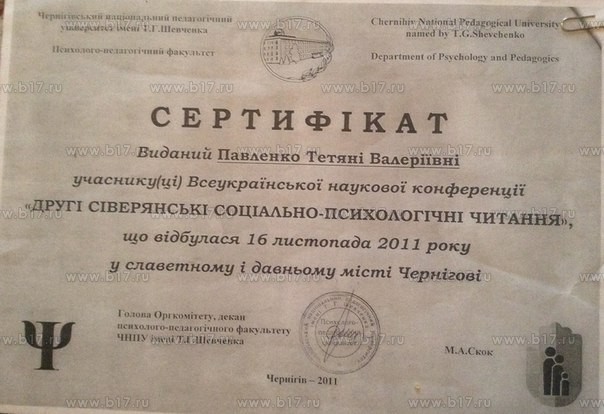 Чернігівський національний педагогічний
університет імені Т.Г.Шевченка
Психолого-педагогічний факультет
Chernihiv National Pedagogical University
named by T.G.Shevchenko
Department of Psychology and Pedagogics
СЕРТИФІКАТ
Виданий Павленко Тетяні Валеріївні
учаснику(ці) Всеукраїнської наукової конференції
«ДРУГІ СІВЕРЯНСЬКІ СОЦІАЛЬНО-ПСИХОЛОГІЧНІ ЧИТАННЯ»,
що відбулася 16 листопада 2011 року
у славетному і давньому місті Чернігові
Голова Оргкомітету, декан
психолого-педагогічного факультету
ЧНПУ імені Т.Г.Шевченка
М.А.Скок
Чернігів – 2011
www.b17.ru